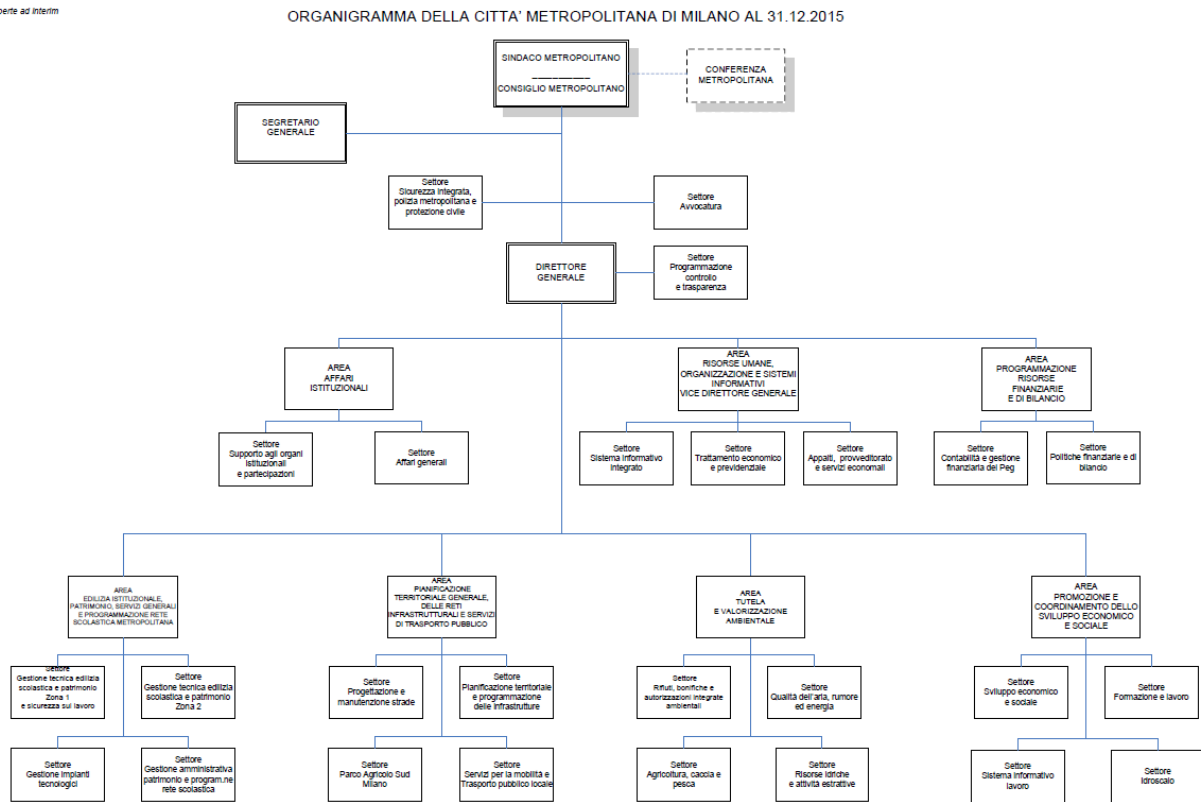 perte ad interim
ORGANIGRAMMA DELLA CITTA' METROPOLITANA DI MILANO AL 31.12.2015
SINDACO METROPOLITANO
___________
CONSIGLIO METROPOLITANO
CONFERENZA
METROPOLITANA
SEGRETARIO
GENERALE
Settore
Sicurezza integrata,
polizia metropolitana e
protezione civile
Settore
Avvocatura
DIRETTORE
GENERALE
Settore
Programmazione
controllo
e trasparenza
AREA
AFFARI
ISTITUZIONALI
AREA
RISORSE UMANE,
ORGANIZZAZIONE E SISTEMI
INFORMATIVI
VICE DIRETTORE GENERALE
AREA
PROGRAMMAZIONE
RISORSE
FINANZIARIE
E DI BILANCIO
Settore
Supporto agli organi
istituzionali
e partecipazioni
Settore
Affari generali
Settore
Sistema informativo
integrato
Settore
Trattamento economico
e previdenziale
Settore
Appalti, provveditorato
e servizi economali
Settore
Contabilità e gestione
finanziaria del Peg
Settore
Politiche finanziarie e di
bilancio
AREA
EDILIZIA ISTITUZIONALE,
PATRIMONIO, SERVIZI GENERALI
E PROGRAMMAZIONE RETE
SCOLASTICA METROPOLITANA
AREA
PIANIFICAZIONE
TERRITORIALE GENERALE,
DELLE RETI
INFRASTRUTTURALI E SERVIZI
DI TRASPORTO PUBBLICO
AREA
TUTELA
E VALORIZZAZIONE
AMBIENTALE
AREA
PROMOZIONE E
COORDINAMENTO DELLO
SVILUPPO ECONOMICO
E SOCIALE
Settore
Gestione tecnica edilizia
scolastica e patrimonio
Zona 1
e sicurezza sul lavoro
Settore
Gestione tecnica edilizia
scolastica e patrimonio
Zona 2
Settore
Progettazione e
manutenzione strade
Settore
Pianificazione territoriale
e programmazione
delle infrastrutture
Settore
Rifiuti, bonifiche e
autorizzazioni integrate
ambientali
Settore
Qualità dell'aria, rumore
ed energia
Settore
Sviluppo economico
e sociale
Settore
Formazione e lavoro
Settore
Gestione impianti
tecnologici
Settore
Gestione amministrativa
patrimonio e program.ne
rete scolastica
Settore
Parco Agricolo Sud
Milano
Settore
Servizi per la mobilità e
Trasporto pubblico locale
Settore
Agricoltura, caccia e
pesca
Settore
Risorse idriche
e attività estrattive
Settore
Sistema informativo
lavoro
Settore
Idroscalo